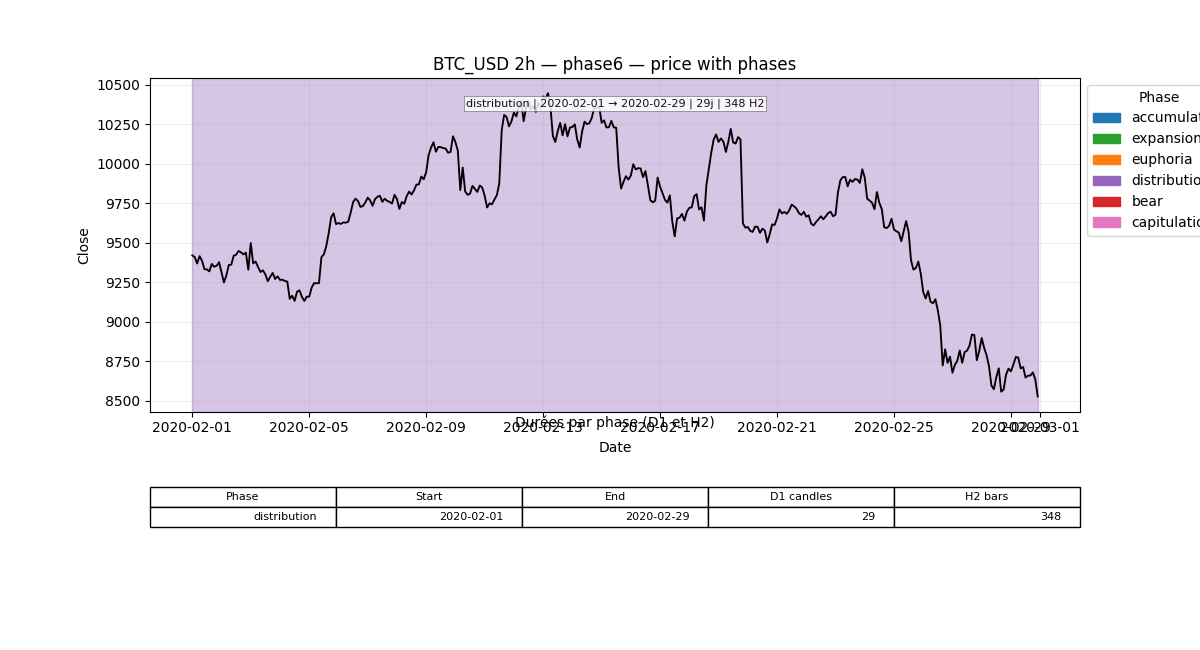 BTC_USD 2h — phase6 — price with phases
10500
10250
10000
9750
9500
9250
9000
8750
8500
Close
distribution | 2020-02-01 → 2020-02-29 | 29j | 348 H2
Phase
accumulat
expansion
euphoria
distributio
bear
capitulatio
Durées par phase (D1 et H2)
2020-02-01 2020-02-05 2020-02-09 2020-02-13 2020-02-17 2020-02-21 2020-02-25 2020-02-29 2020-03-01
Date
Phase Start End D1 candles H2 bars
distribution 2020-02-01 2020-02-29 29 348